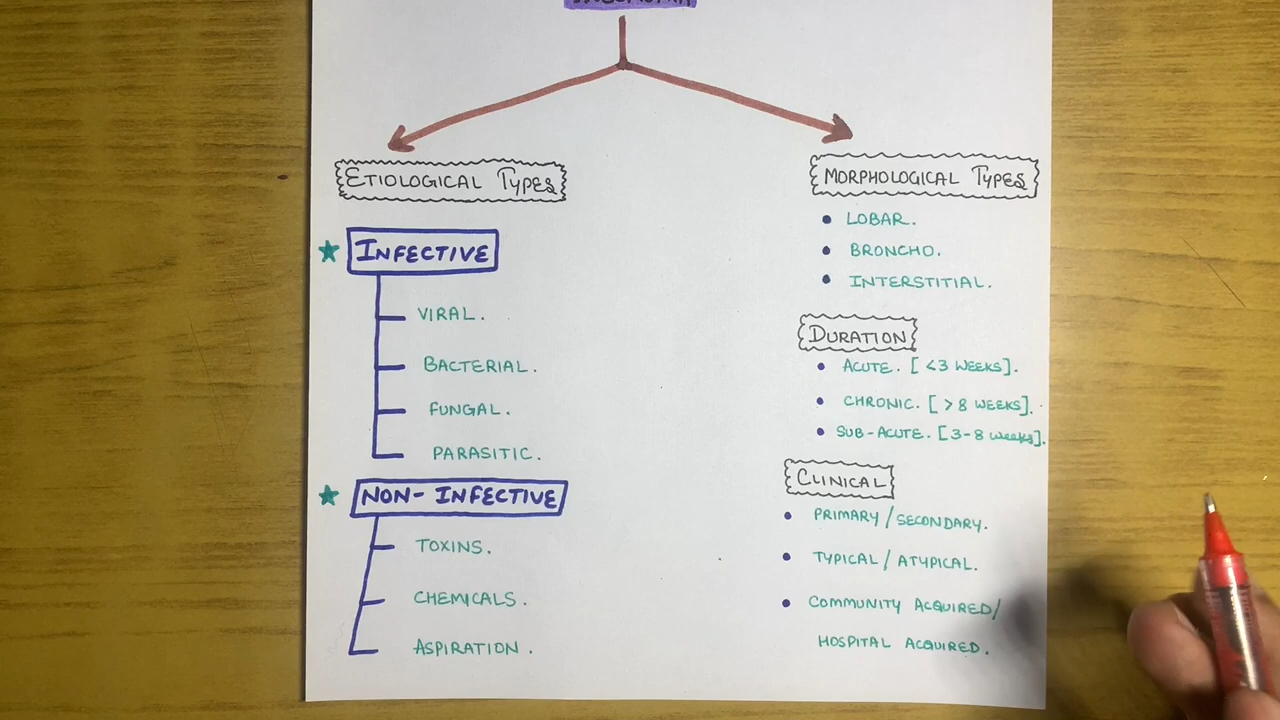 ETIOLOGICAL TYPES
INFECTIVE
VIRAL.
BACTERIAL.
FUNGAL.
PARASITIC.
NON-INFECTIVE
TOXINS.
CHEMICALS.
ASPIRATION.
MORPHOLOGICAL TYPES
LOBAR.
BRONCHO.
INTERSTITIAL.
DURATION
ACUTE. [<3 WEEKS].
CHRONIC. [>8 WEEKS].
SUB-ACUTE. [3-8 weeks].
CLINICAL
PRIMARY/SECONDARY.
TYPICAL/ATYPICAL.
COMMUNITY ACQUIRED/
HOSPITAL ACQUIRED.